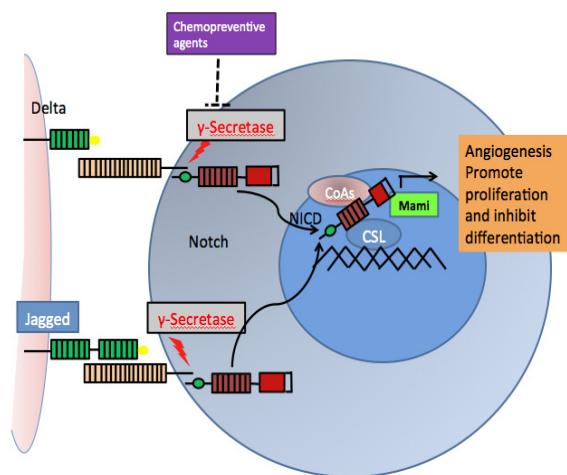 Chemopreventive
agents
Delta
γ-Secretase
Angiogenesis
Promote
proliferation
and inhibit
differentiation
CoAs
Mami
NICD
CSL
Notch
Jagged
γ-Secretase